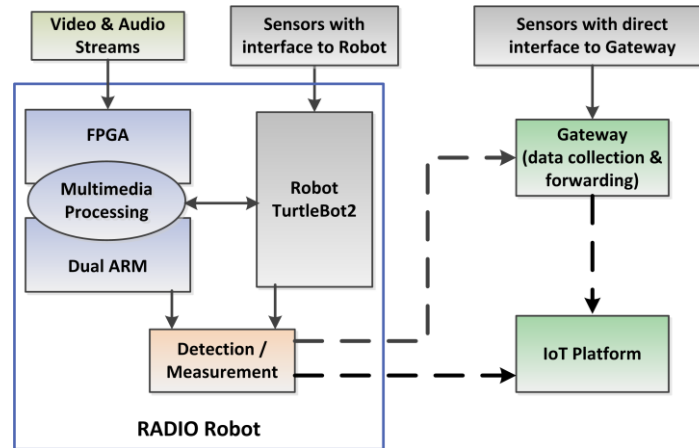 Video & Audio
Streams
Sensors with
interface to Robot
Sensors with direct
interface to Gateway
FPGA
Multimedia
Processing
Dual ARM
Robot
TurtleBot2
Gateway
(data collection &
forwarding)
Detection /
Measurement
IoT Platform
RADIO Robot